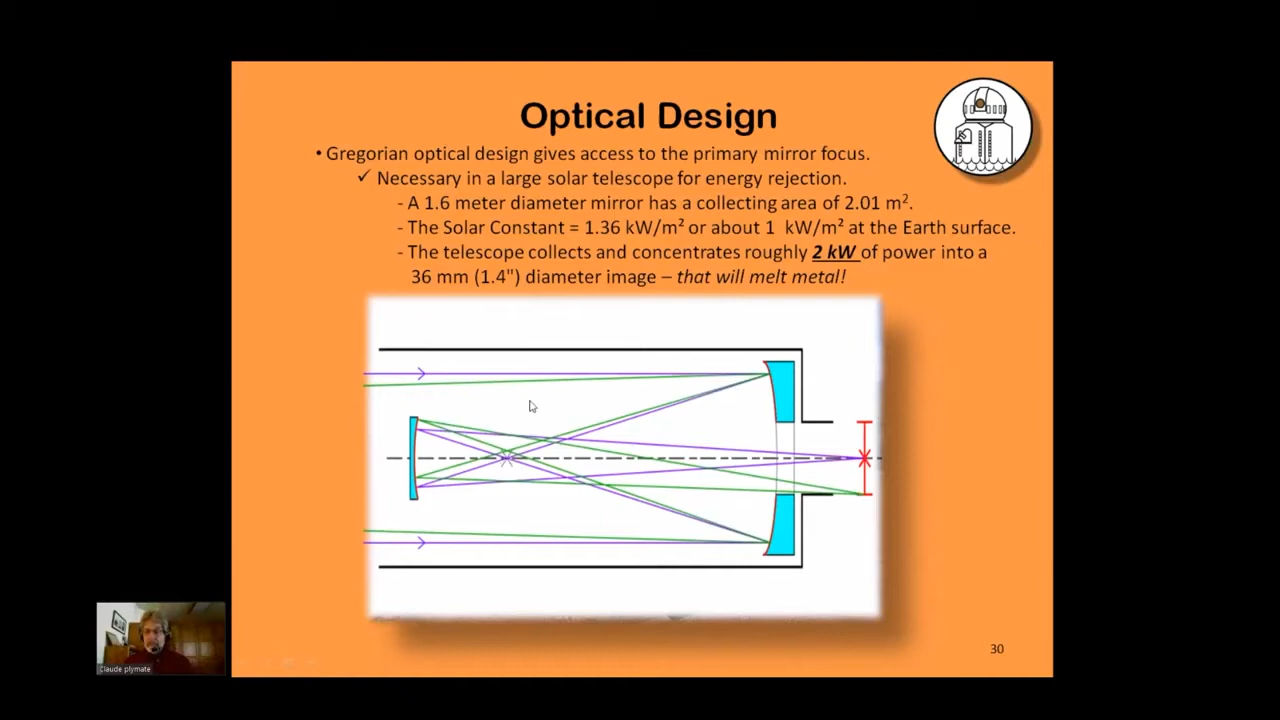 Optical Design
• Gregorian optical design gives access to the primary mirror focus.
✓ Necessary in a large solar telescope for energy rejection.
- A 1.6 meter diameter mirror has a collecting area of 2.01 m².
- The Solar Constant = 1.36 kW/m² or about 1 kW/m² at the Earth surface.
- The telescope collects and concentrates roughly 2 kW of power into a
36 mm (1.4") diameter image – that will melt metal!
Claude plymate
30